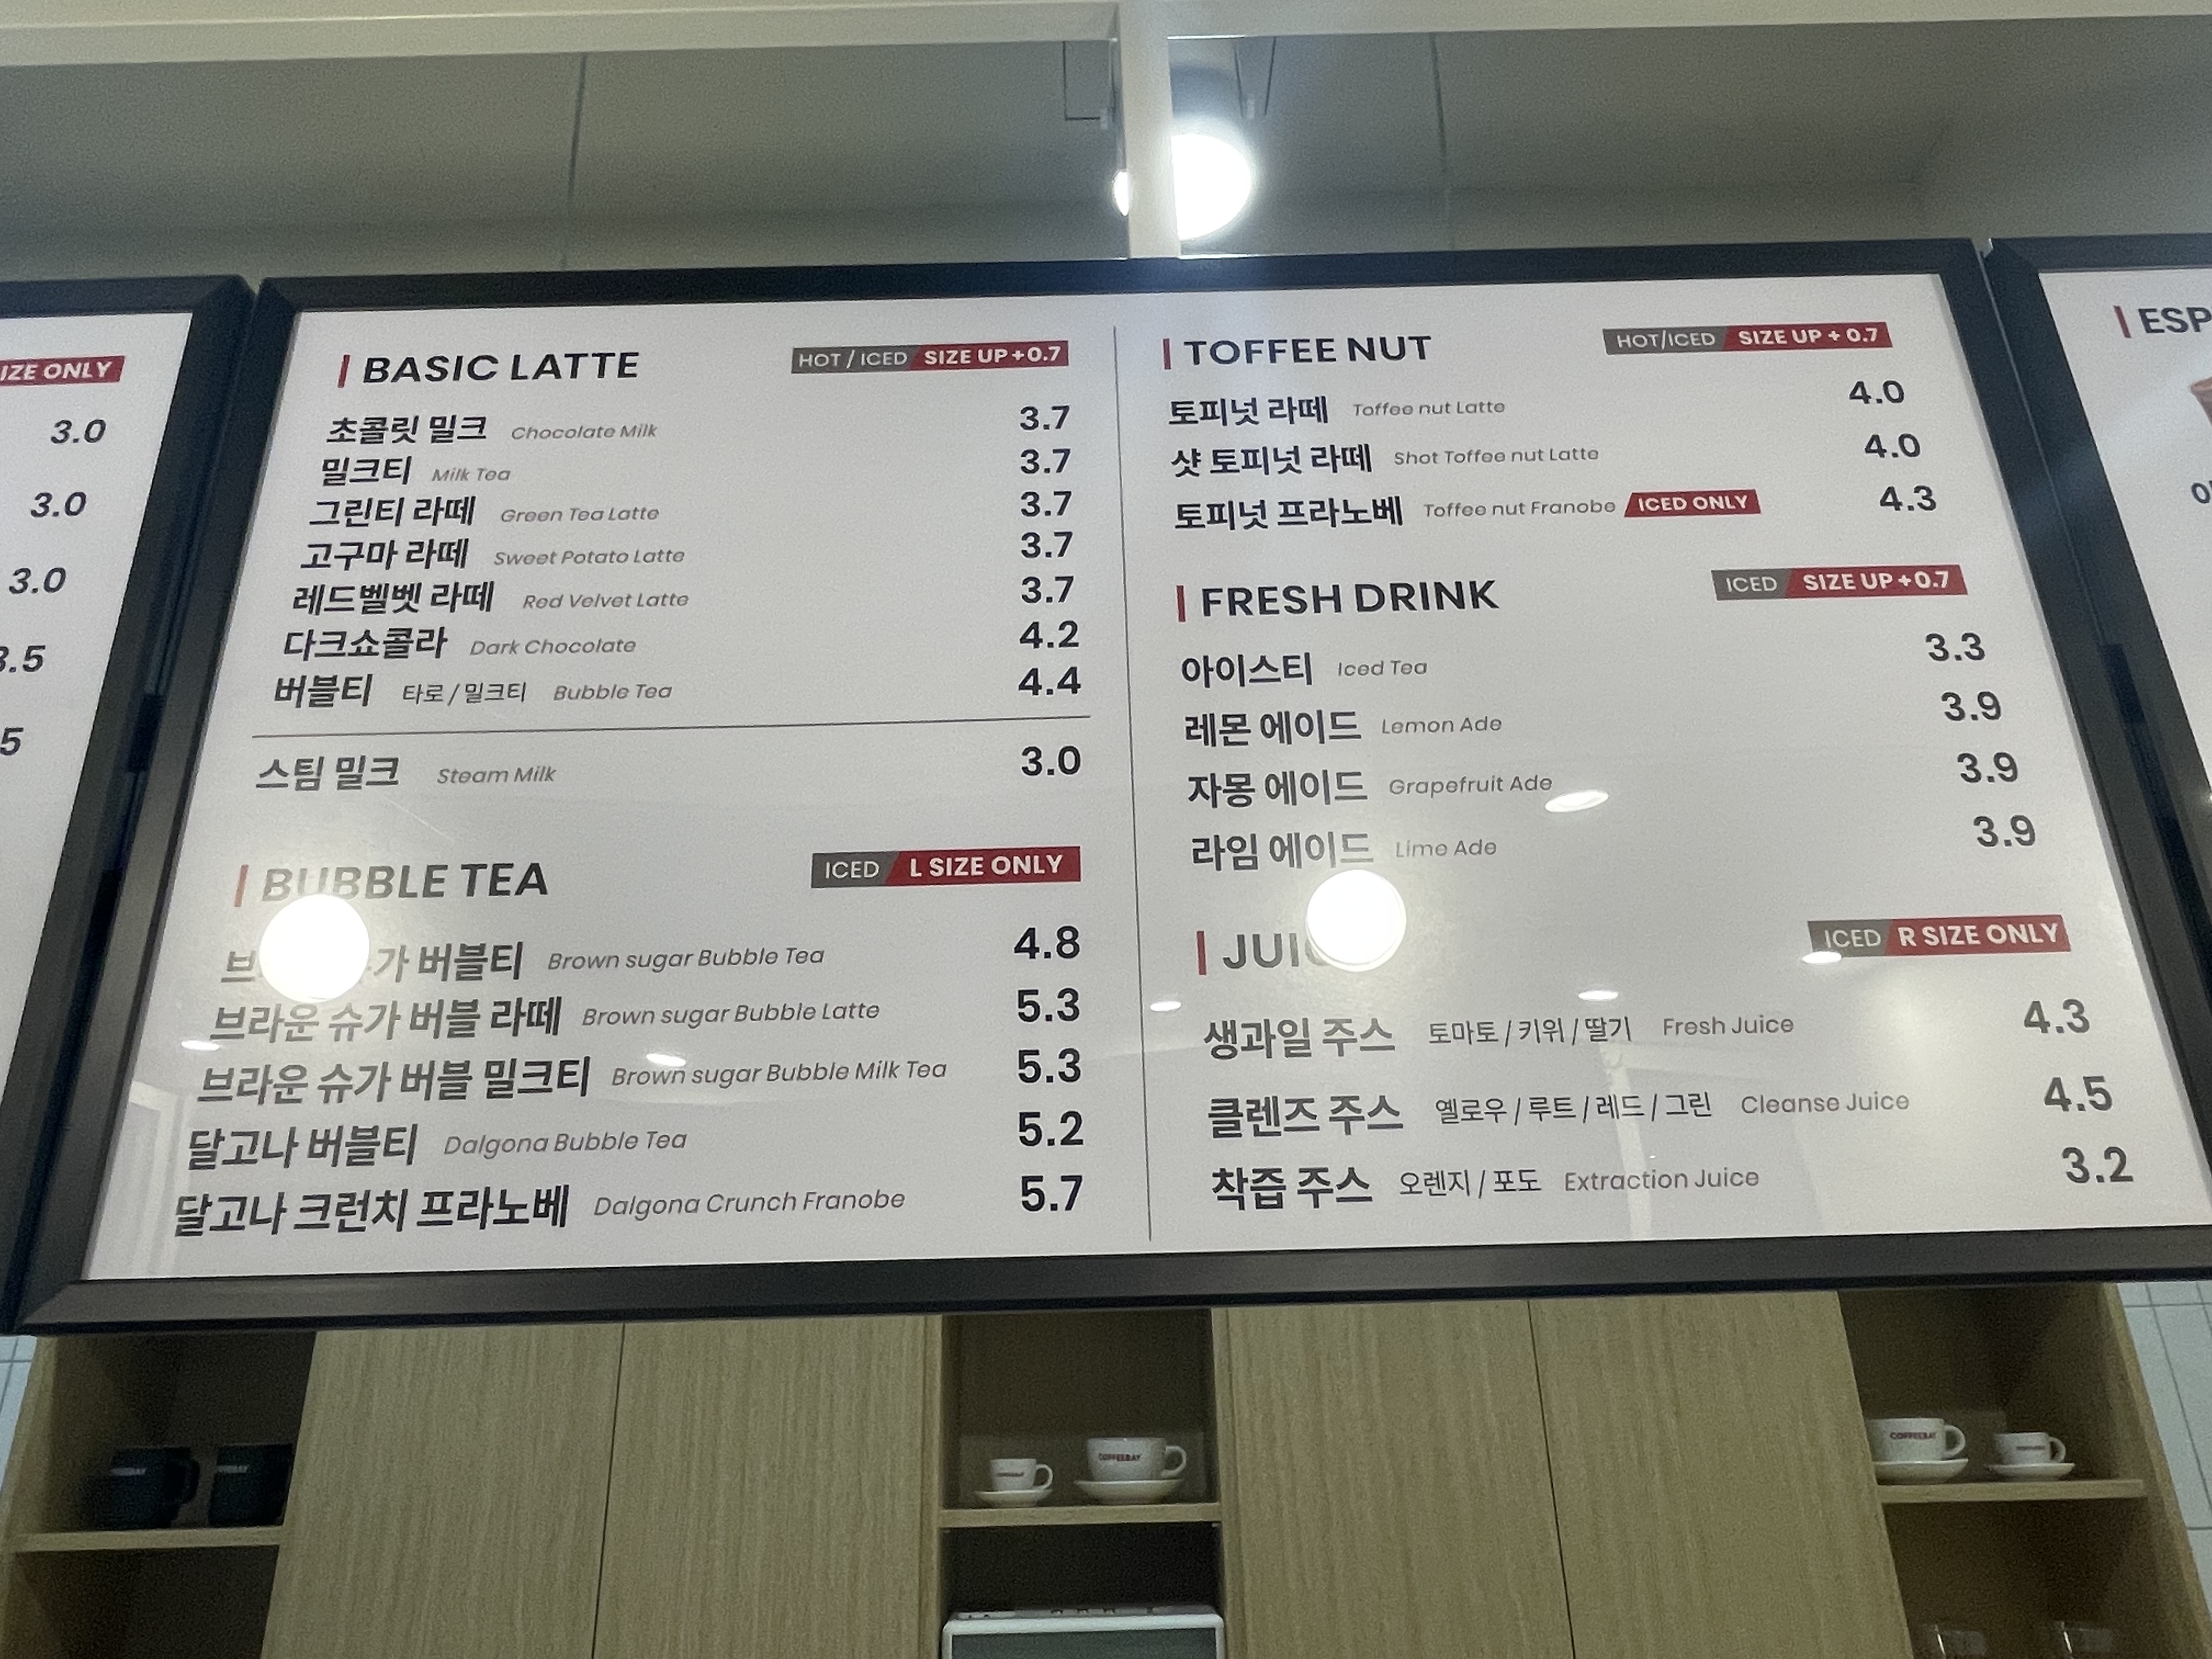 IZE ONLY
3.0
3.0
3.0
3.5
5
BASIC LATTE HOT / ICED SIZE UP+0.7
초콜릿 밀크 Chocolate Milk 3.7
밀크티 Milk Tea 3.7
그린티 라떼 Green Tea Latte 3.7
고구마 라떼 Sweet Potato Latte 3.7
레드벨벳 라떼 Red Velvet Latte 3.7
다크쇼콜라 Dark Chocolate 4.2
버블티 타로 / 밀크티 Bubble Tea 4.4
스팀 밀크 Steam Milk 3.0
BUBBLE TEA ICED L SIZE ONLY
버블티 Brown sugar Bubble Tea 4.8
브라운 슈가 버블 라떼 Brown sugar Bubble Latte 5.3
브라운 슈가 버블 밀크티 Brown sugar Bubble Milk Tea 5.3
달고나 버블티 Dalgona Bubble Tea 5.2
달고나 크런치 프라노베 Dalgona Crunch Franobe 5.7
TOFFEE NUT HOT/ICED SIZE UP + 0.7
토피넛 라떼 Toffee nut Latte 4.0
샷 토피넛 라떼 Shot Toffee nut Latte 4.0
토피넛 프라노베 Toffee nut Franobe ICED ONLY 4.3
FRESH DRINK ICED SIZE UP+0.7
아이스티 Iced Tea 3.3
레몬 에이드 Lemon Ade 3.9
자몽 에이드 Grapefruit Ade 3.9
라임 에이드 Lime Ade 3.9
ICED R SIZE ONLY
생과일 주스 토마토 / 키위 / 딸기 Fresh Juice 4.3
클렌즈 주스 옐로우 / 루트 / 레드 / 그린 Cleanse Juice 4.5
착즙 주스 오렌지 / 포도 Extraction Juice 3.2
ESP
COFFEEBAY
COFFEEBAY